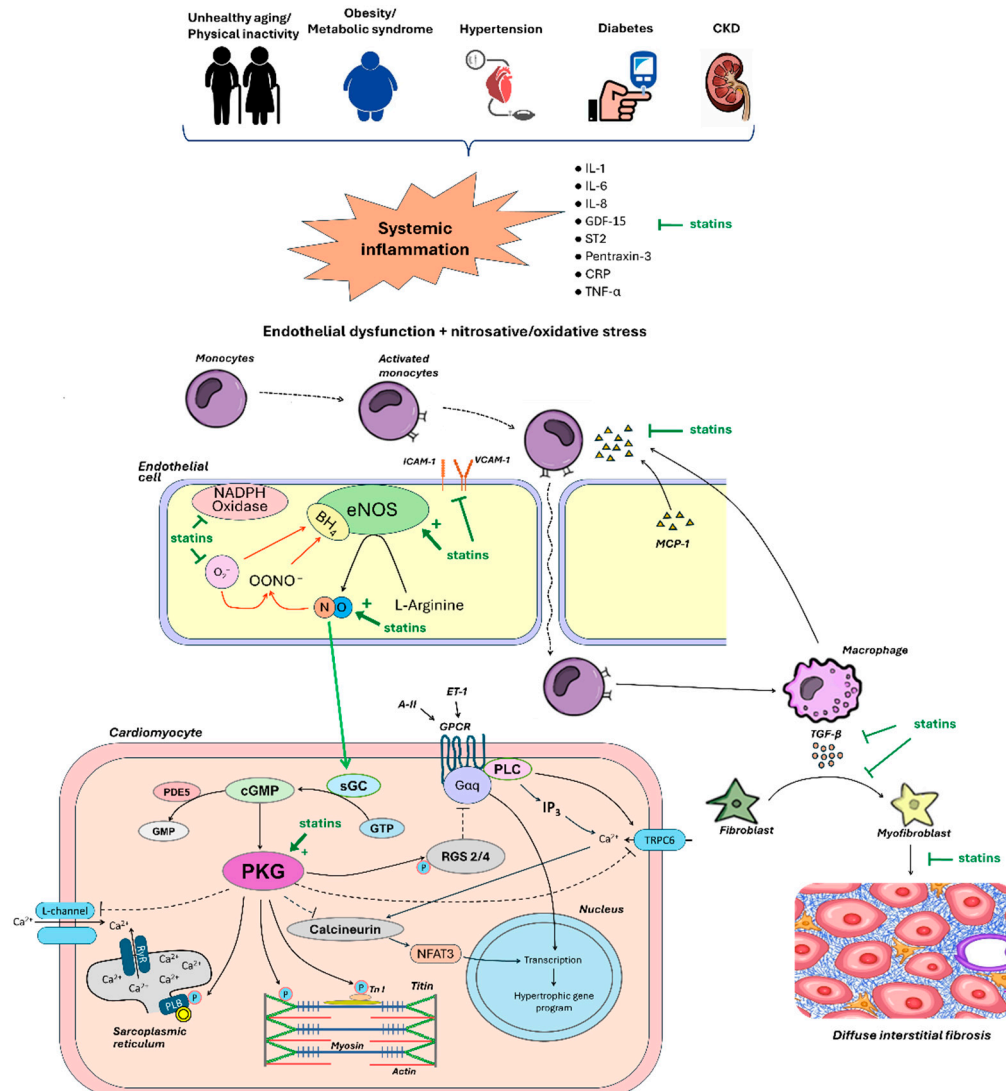 Unhealthy aging/
Physical inactivity
Obesity/
Metabolic syndrome
Hypertension
Diabetes
CKD
Systemic
inflammation
● IL-1
● IL-6
● IL-8
● GDF-15
● ST2
● Pentraxin-3
● CRP
● TNF-α
statins
Endothelial dysfunction + nitrosative/oxidative stress
Monocytes
Activated
monocytes
statins
iCAM-1
VCAM-1
Endothelial
cell
NADPH
Oxidase
eNOS
BH₄
+
statins
statins
O₂⁻
OONO⁻
MCP-1
N O
+
L-Arginine
statins
Macrophage
TGF-β
statins
Fibroblast
Myofibroblast
statins
Diffuse interstitial fibrosis
Cardiomyocyte
A-II
ET-1
GPCR
Gαq
PLC
IP₃
Ca²⁺
TRPC6
PDE5
cGMP
sGC
GMP
GTP
statins
+
PKG
RGS 2/4
P
L-channel
Ca²⁺
Ca²⁺
Calcineurin
NFAT3
Nucleus
Transcription
Hypertrophic gene
program
RyR
Ca²⁺
Ca²⁺
Ca²⁺
Ca²⁺
Ca²⁺
PLB
P
Sarcoplasmic
reticulum
P
P
Tn1
Titin
Myosin
Actin